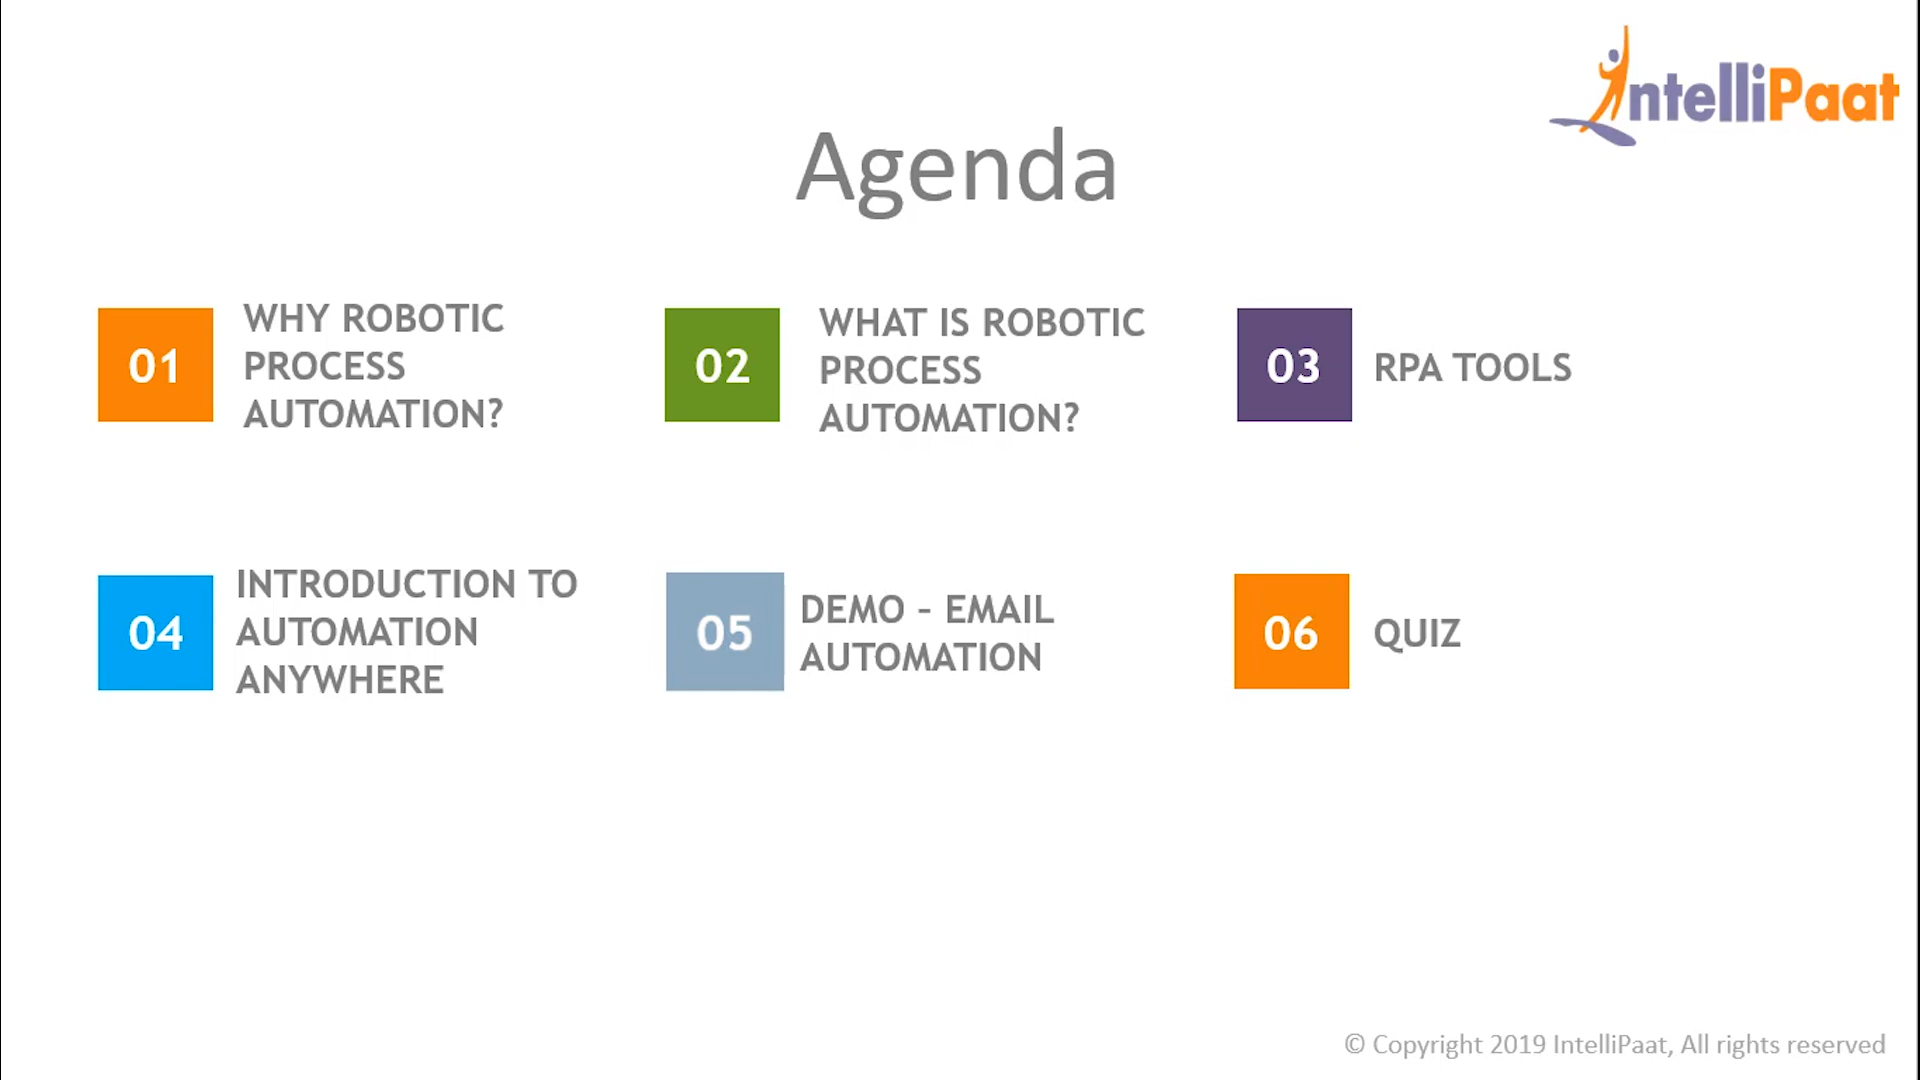 IntelliPaat
Agenda
01
WHY ROBOTIC
PROCESS
AUTOMATION?
02
WHAT IS ROBOTIC
PROCESS
AUTOMATION?
03
RPA TOOLS
04
INTRODUCTION TO
AUTOMATION
ANYWHERE
05
DEMO – EMAIL
AUTOMATION
06
QUIZ
© Copyright 2019 IntelliPaat, All rights reserved